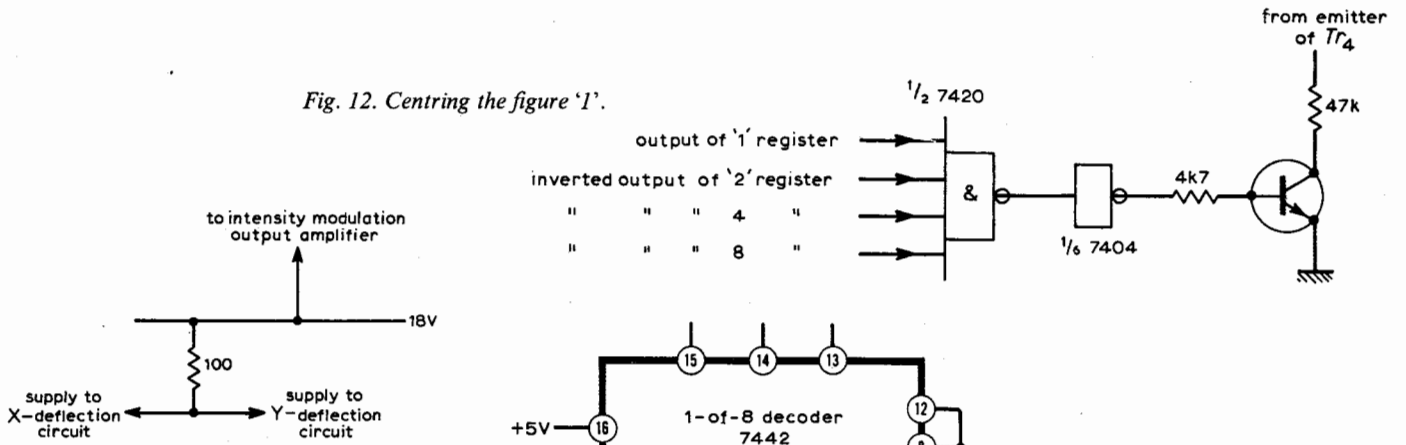 from emitter
of Tr4
47k
Fig. 12. Centring the figure ‘1’.
1/2 7420
output of ‘1’ register
inverted output of ‘2’ register
" " " 4 "
" " " 8 "
&
4k7
1/6 7404
to intensity modulation
output amplifier
18V
100
supply to
X-deflection
circuit
supply to
Y-deflection
circuit
15 14 13
1-of-8 decoder
7442
+5V
16
12